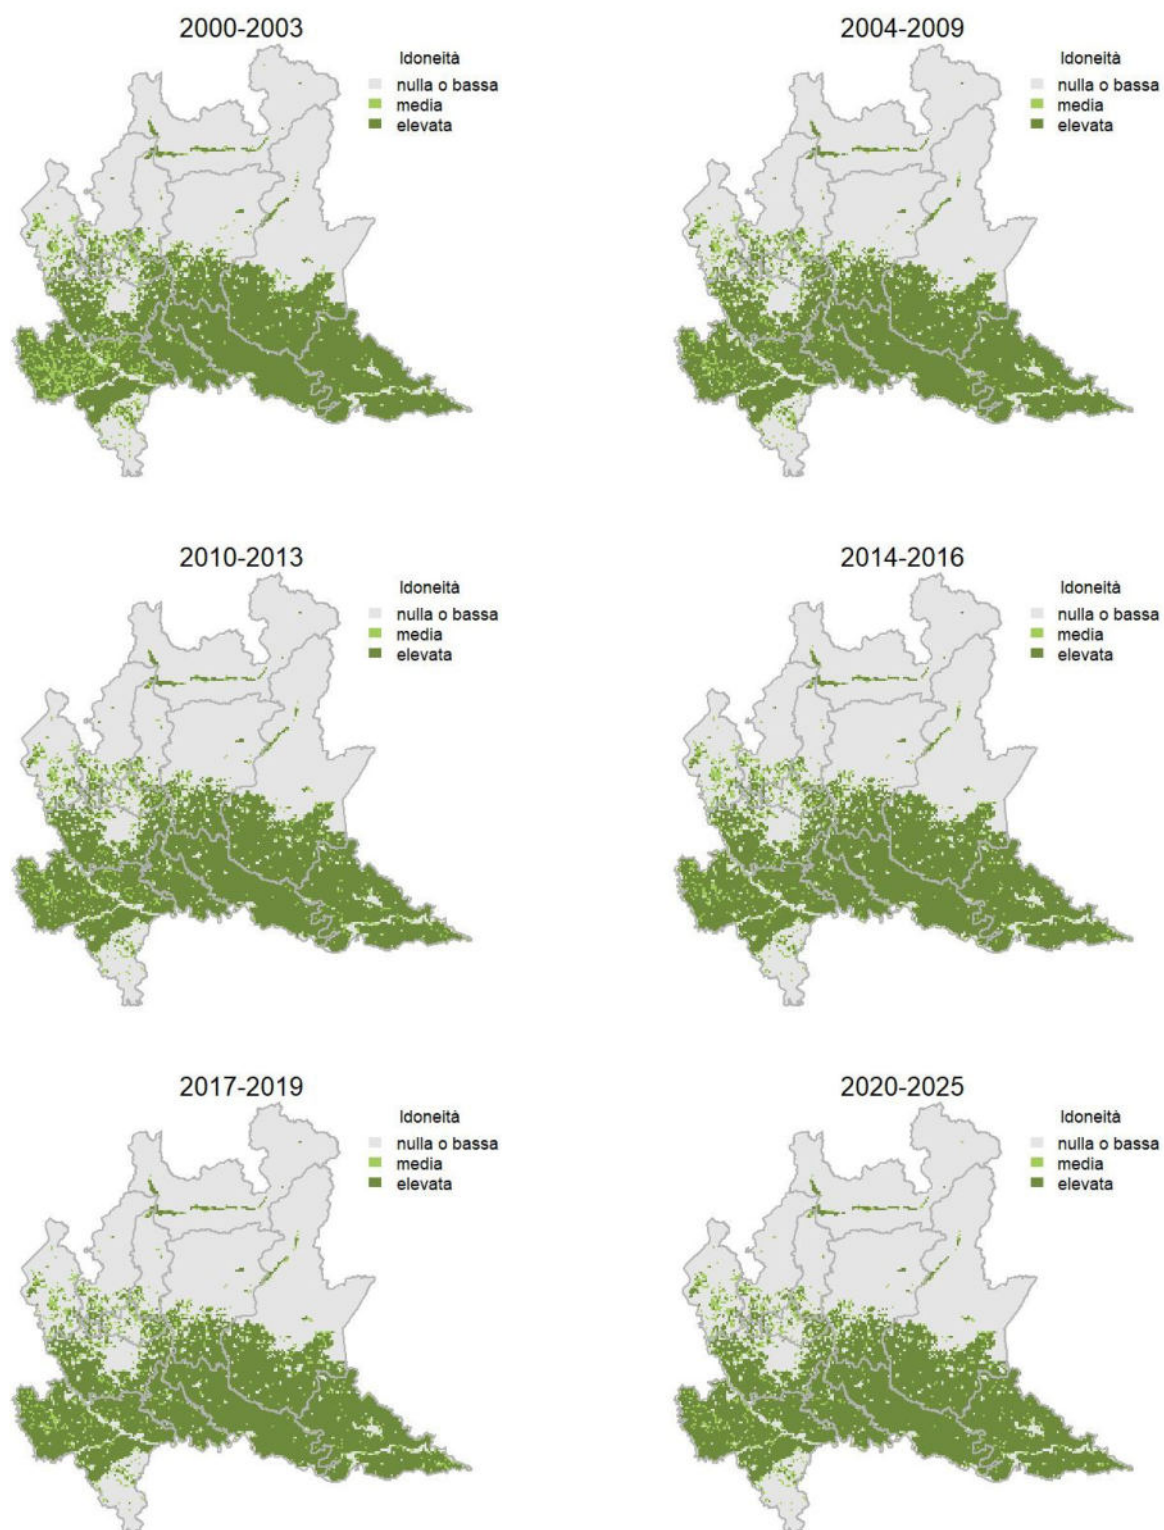 2000-2003
Idoneità
nulla o bassa
media
elevata
2004-2009
Idoneità
nulla o bassa
media
elevata
2010-2013
Idoneità
nulla o bassa
media
elevata
2014-2016
Idoneità
nulla o bassa
media
elevata
2017-2019
Idoneità
nulla o bassa
media
elevata
2020-2025
Idoneità
nulla o bassa
media
elevata